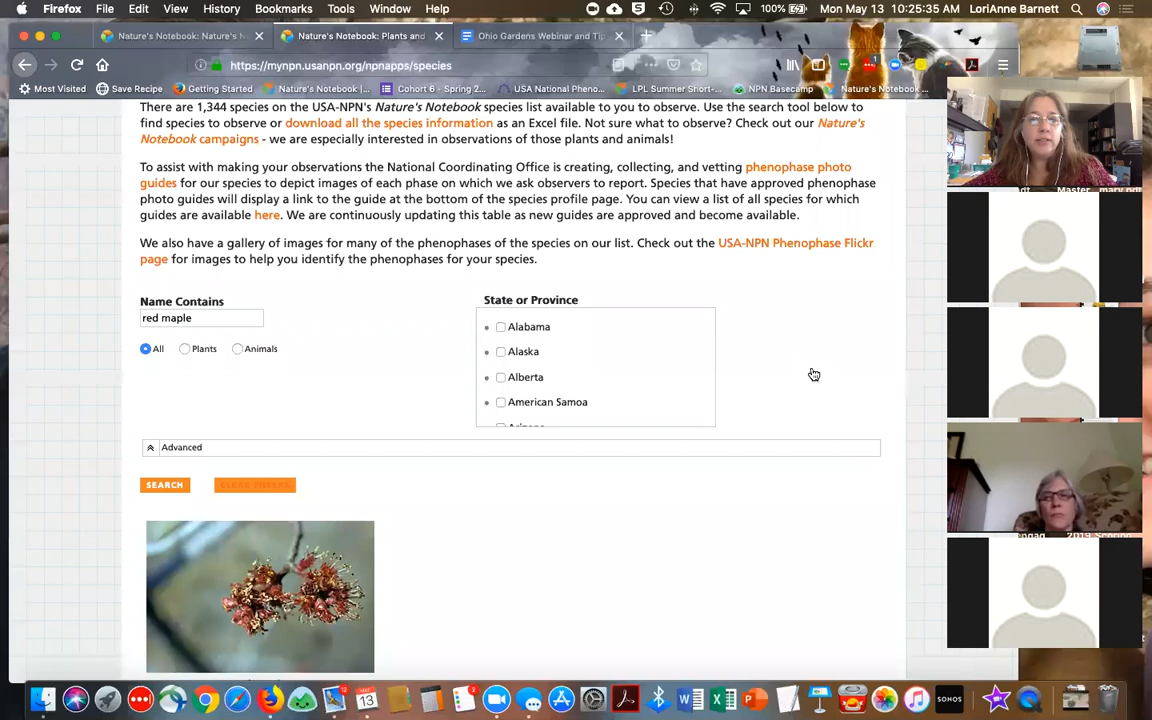 Firefox File Edit View History Bookmarks Tools Window Help 100% Mon May 13 10:25:35 AM LoriAnne Barnett
Nature's Notebook: Nature's N Nature's Notebook: Plants and Ohio Gardens Webinar and Tip
https://mynpn.usanpn.org/npnapps/species
Most Visited Save Recipe Getting Started Nature's Notebook |... Cohort 6 - Spring 2... USA National Pheno... LPL Summer Short-... NPN Basecamp Nature's Notebook ...
There are 1,344 species on the USA-NPN's Nature's Notebook species list available to you to observe. Use the search tool below to
find species to observe or download all the species information as an Excel file. Not sure what to observe? Check out our Nature's
Notebook campaigns - we are especially interested in observations of those plants and animals!
To assist with making your observations the National Coordinating Office is creating, collecting, and vetting phenophase photo
guides for our species to depict images of each phase on which we ask observers to report. Species that have approved phenophase
photo guides will display a link to the guide at the bottom of the species profile page. You can view a list of all species for which
guides are available here. We are continuously updating this table as new guides are approved and become available.
We also have a gallery of images for many of the phenophases of the species on our list. Check out the USA-NPN Phenophase Flickr
page for images to help you identify the phenophases for your species.
Name Contains
red maple
All Plants Animals
State or Province
Alabama
Alaska
Alberta
American Samoa
Arizona
Advanced
SEARCH CLEAR FILTERS
2019 Scoring
SONOS